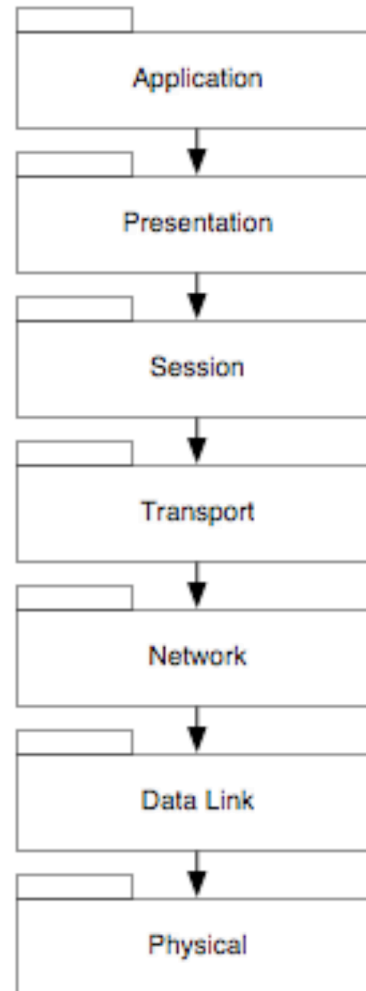 Application
Presentation
Session
Transport
Network
Data Link
Physical